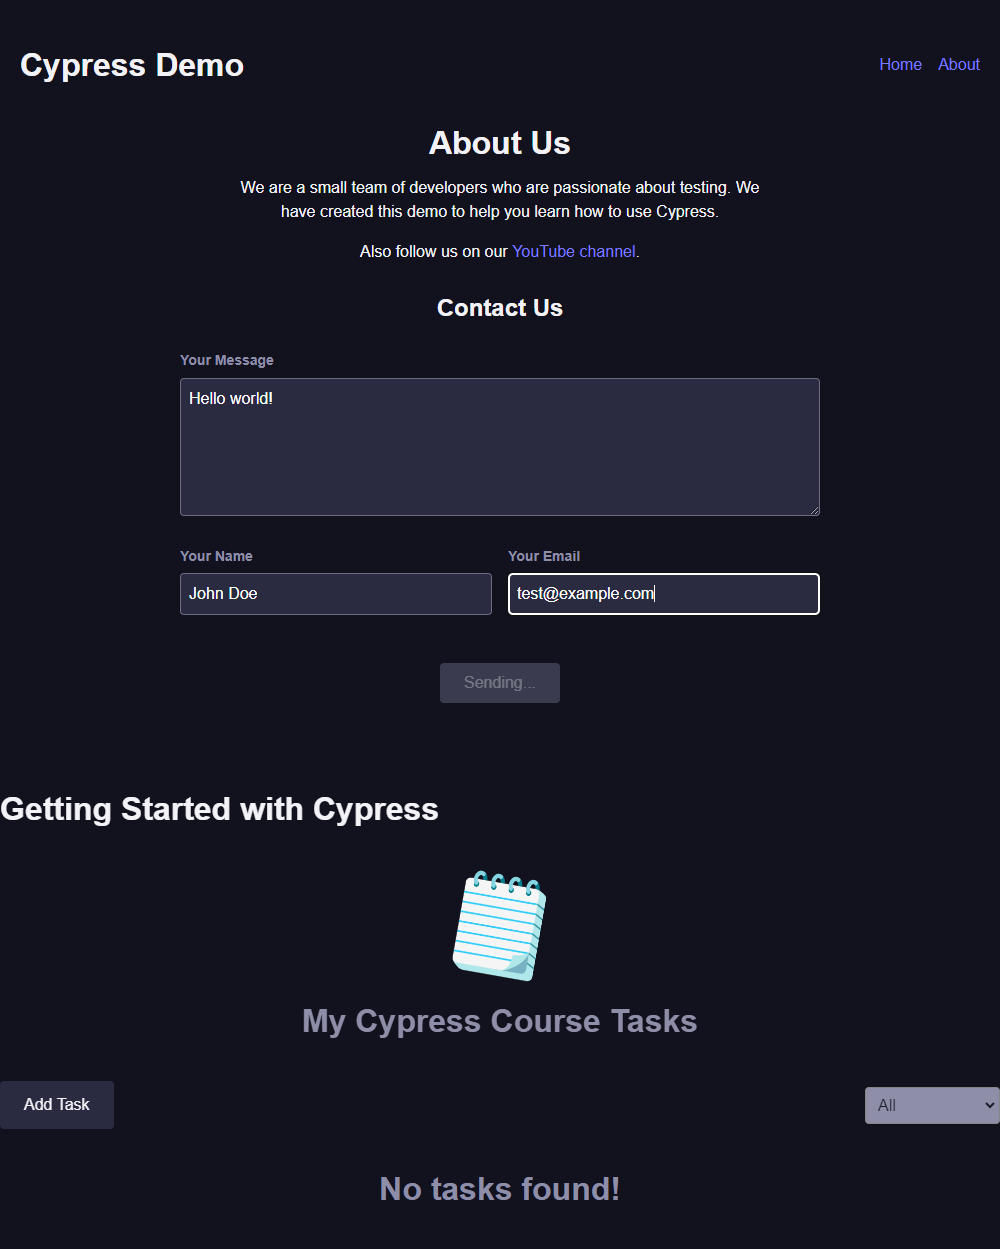 Cypress Demo
Home About
About Us
We are a small team of developers who are passionate about testing. We
have created this demo to help you learn how to use Cypress.
Also follow us on our YouTube channel.
Contact Us
Your Message
Hello world!
Your Name Your Email
John Doe test@example.com
Sending...
Getting Started with Cypress
My Cypress Course Tasks
Add Task All
No tasks found!